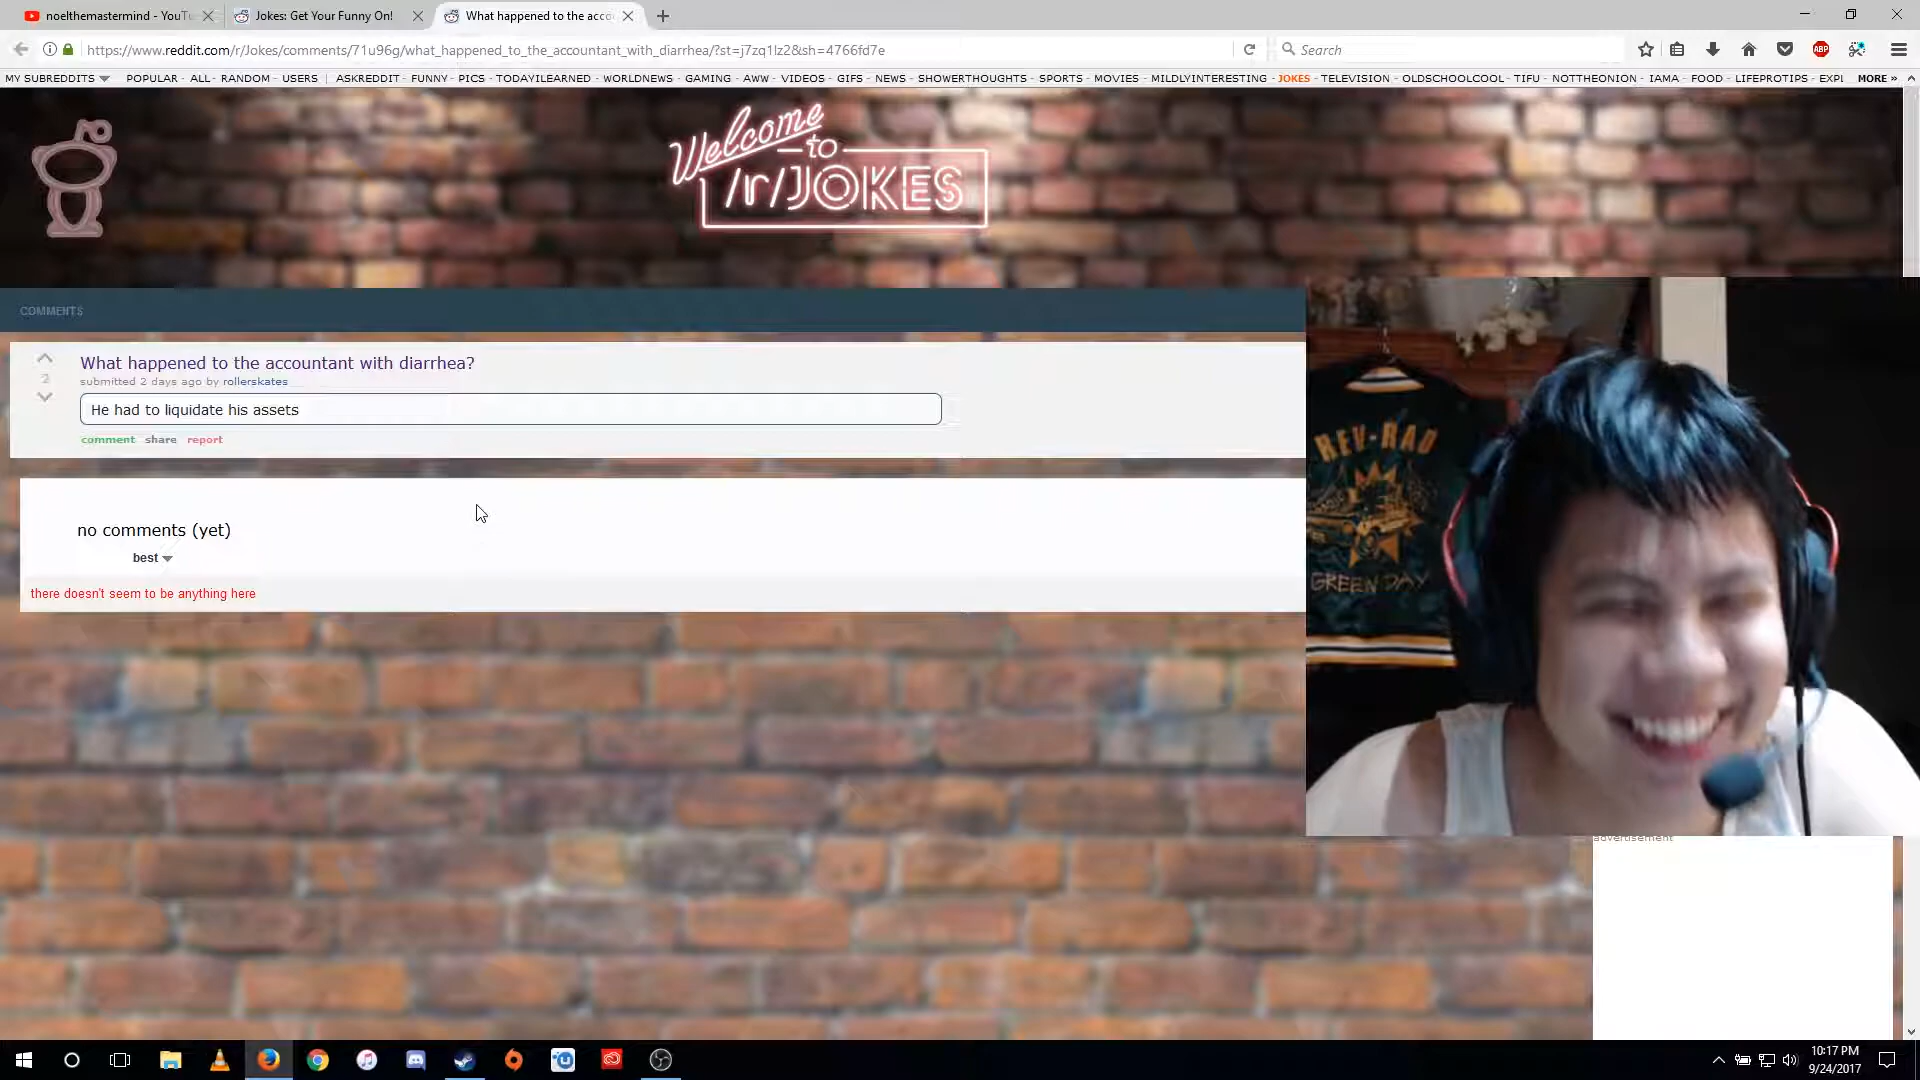 noelthemastermind - YouTu
Jokes: Get Your Funny On!
What happened to the acco
https://www.reddit.com/r/Jokes/comments/71u96g/what_happened_to_the_accountant_with_diarrhea/?st=j7zq1lz2&sh=4766fd7e
Search
ABP
MY SUBREDDITS
POPULAR - ALL - RANDOM - USERS | ASKREDDIT - FUNNY - PICS - TODAYILEARNED - WORLDNEWS - GAMING - AWW - VIDEOS - GIFS - NEWS - SHOWERTHOUGHTS - SPORTS - MOVIES - MILDLYINTERESTING - JOKES - TELEVISION - OLDSCHOOLCOOL - TIFU - NOTTHEONION - IAMA - FOOD - LIFEPROTIPS - EXPL
MORE »
Welcome
to
/r/JOKES
COMMENTS
What happened to the accountant with diarrhea?
2
submitted 2 days ago by rollerskates
He had to liquidate his assets
comment share report
REV-RAD
GREEN DAY
no comments (yet)
best
there doesn't seem to be anything here
advertisement
10:17 PM
9/24/2017